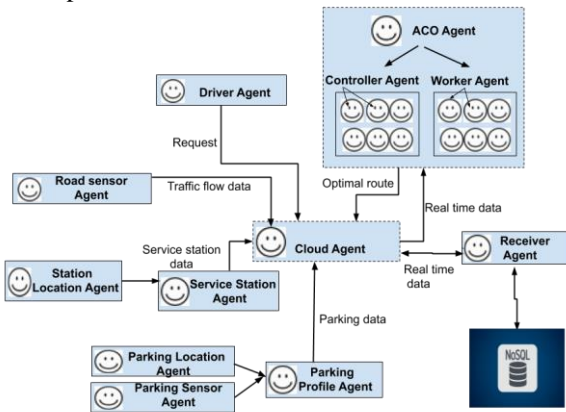 ACO Agent
Controller Agent
Worker Agent
Driver Agent
Request
Road sensor
Agent
Traffic flow data
Optimal route
Real time data
Cloud Agent
Receiver
Agent
Real time
data
Service station
data
Station
Location Agent
Service Station
Agent
Parking data
NoSQL
Parking Location
Agent
Parking Sensor
Agent
Parking
Profile Agent